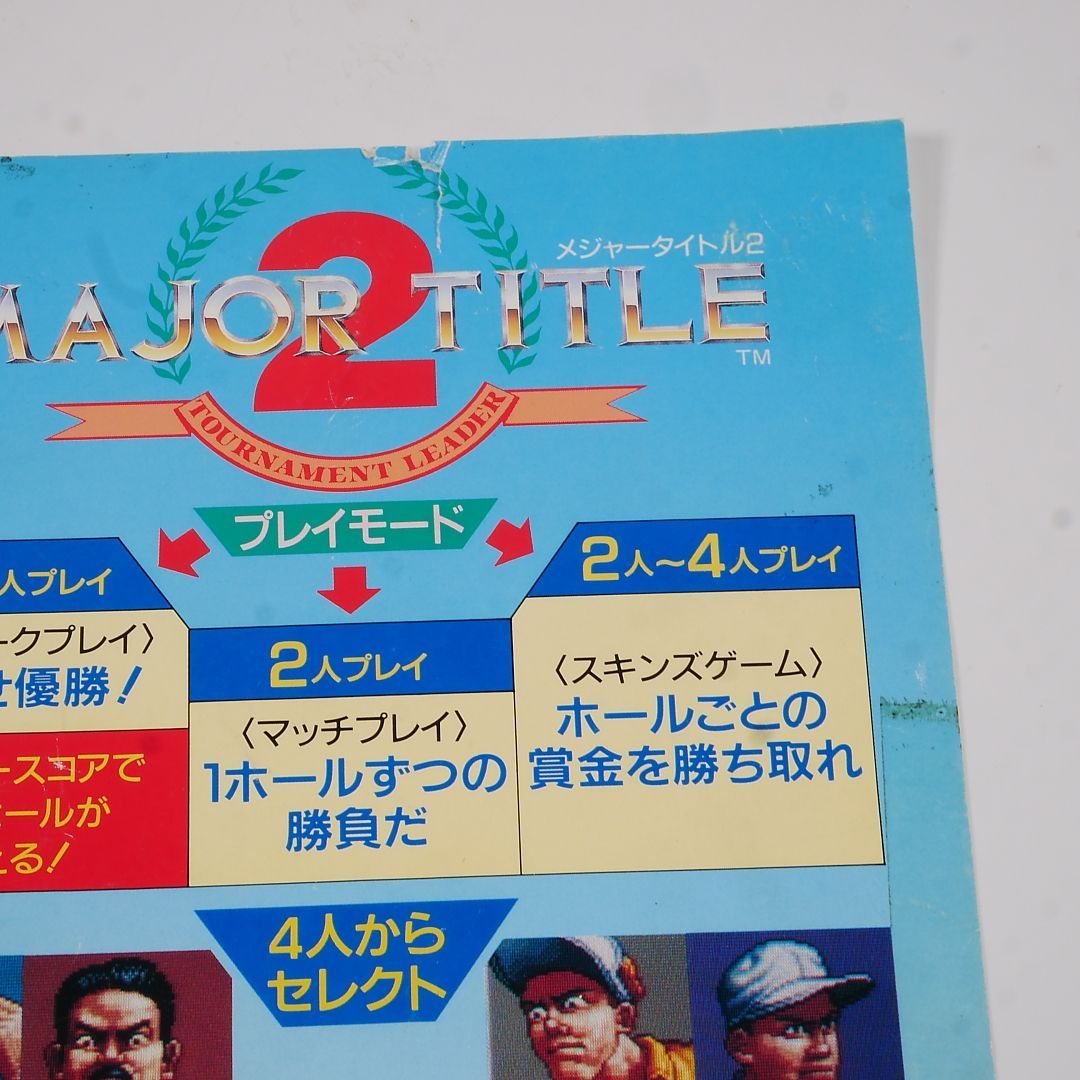 メジャータイトル2
MAJOR TITLE
2
TM
TOURNAMENT LEADER
プレイモード
人プレイ
ークプレイ〉
せ優勝!
ースコアで
ホールが
える!
2人プレイ
〈マッチプレイ〉
1ホールずつの
勝負だ
2人〜4人プレイ
〈スキンズゲーム〉
ホールごとの
賞金を勝ち取れ
4人から
セレクト